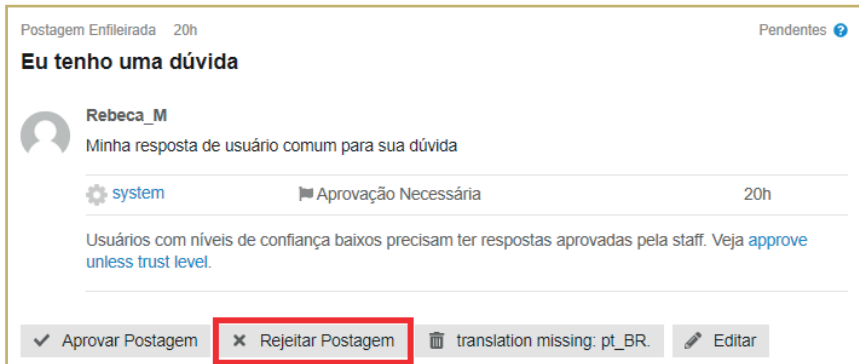 Postagem Enfileirada 20h Pendentes
Eu tenho uma dúvida
Rebeca_M
Minha resposta de usuário comum para sua dúvida
system Aprovação Necessária 20h
Usuários com níveis de confiança baixos precisam ter respostas aprovadas pela staff. Veja approve
unless trust level.
Aprovar Postagem Rejeitar Postagem translation missing: pt_BR. Editar